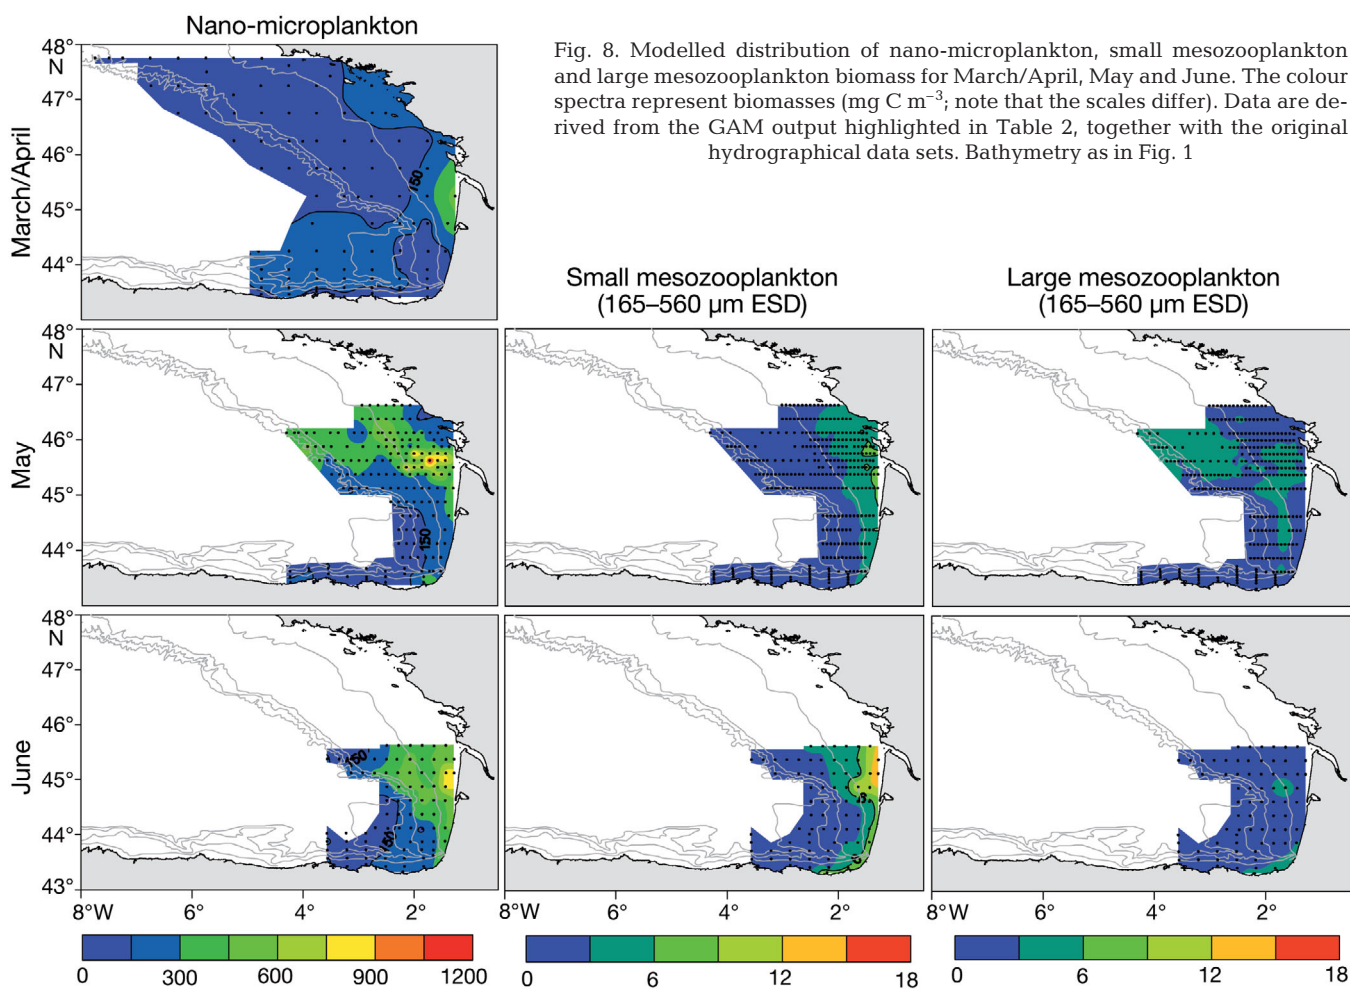 Nano-microplankton
Fig. 8. Modelled distribution of nano-microplankton, small mesozooplankton
and large mesozooplankton biomass for March/April, May and June. The colour
spectra represent biomasses (mg C m⁻³; note that the scales differ). Data are de-
rived from the GAM output highlighted in Table 2, together with the original
hydrographical data sets. Bathymetry as in Fig. 1
March/April
48°
N
47°
46°
45°
44°
150
Small mesozooplankton
(165–560 µm ESD)
Large mesozooplankton
(165–560 µm ESD)
May
48°
N
47°
46°
45°
44°
150
June
48°
N
47°
46°
45°
44°
43°
150
150
8°W 6° 4° 2°
8°W 6° 4° 2°
8°W 6° 4° 2°
0 300 600 900 1200
0 6 12 18
0 6 12 18